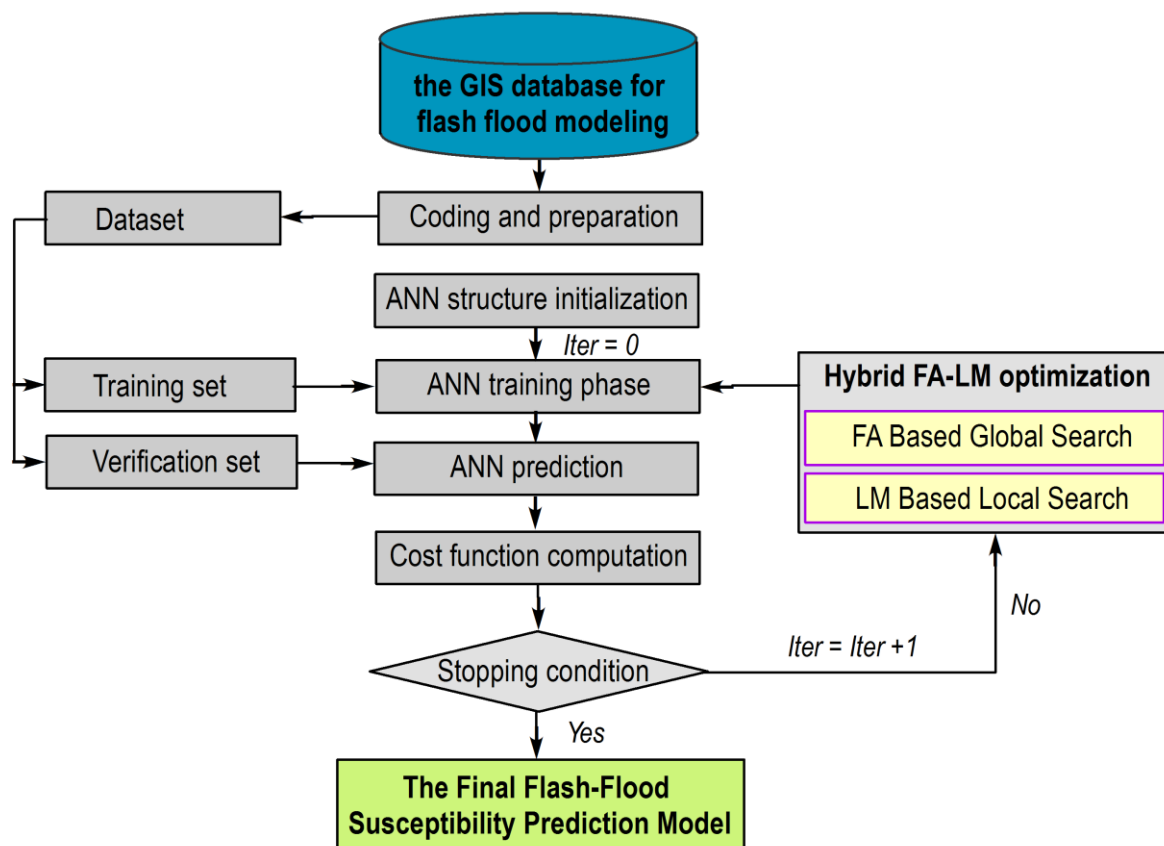 the GIS database for
flash flood modeling
Dataset
Coding and preparation
ANN structure initialization
Iter = 0
Training set
ANN training phase
Hybrid FA-LM optimization
FA Based Global Search
Verification set
ANN prediction
LM Based Local Search
Cost function computation
No
Iter = Iter +1
Stopping condition
Yes
The Final Flash-Flood
Susceptibility Prediction Model